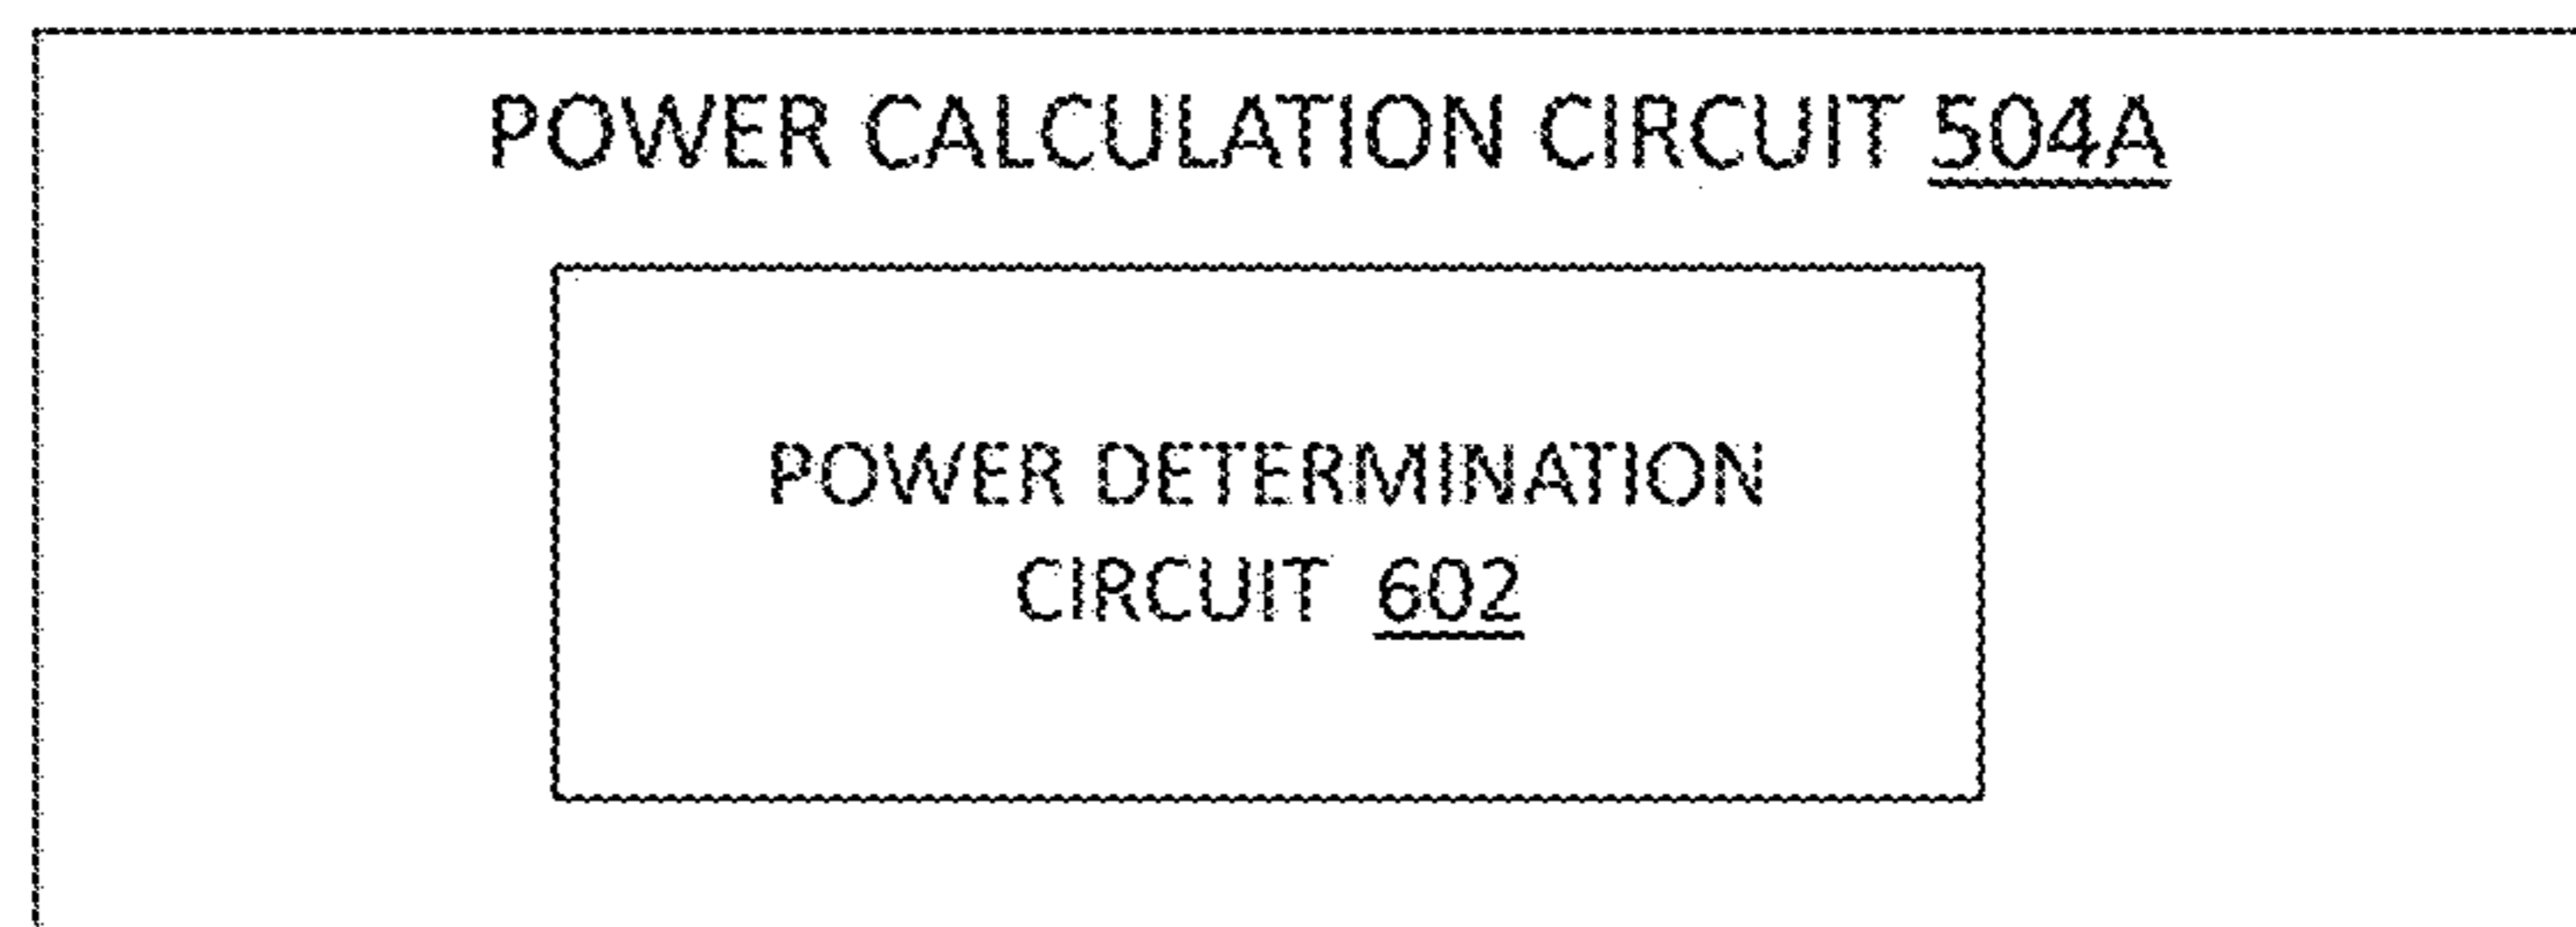 POWER CALCULATION CIRCUIT 504A
POWER DETERMINATION
CIRCUIT 602